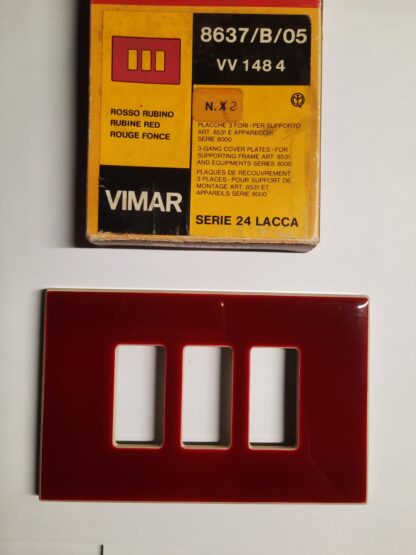 8637/B/05
VV 148 4
ROSSO RUBINO
RUBINE RED
ROUGE FONCE
N. 2
PLACCHE 3 FORI - PER SUPPORTO
ART. 8531 E APPARECCHI
SERIE 8000
3-GANG COVER PLATES - FOR
SUPPORTING FRAME ART. 8531,
AND EQUIPMENTS SERIES 8000
PLAQUES DE RECOUVREMENT
3 PLACES - POUR SUPPORT DE
MONTAGE ART. 8531 ET
APPAREILS SERIE 8000
VIMAR
SERIE 24 LACCA